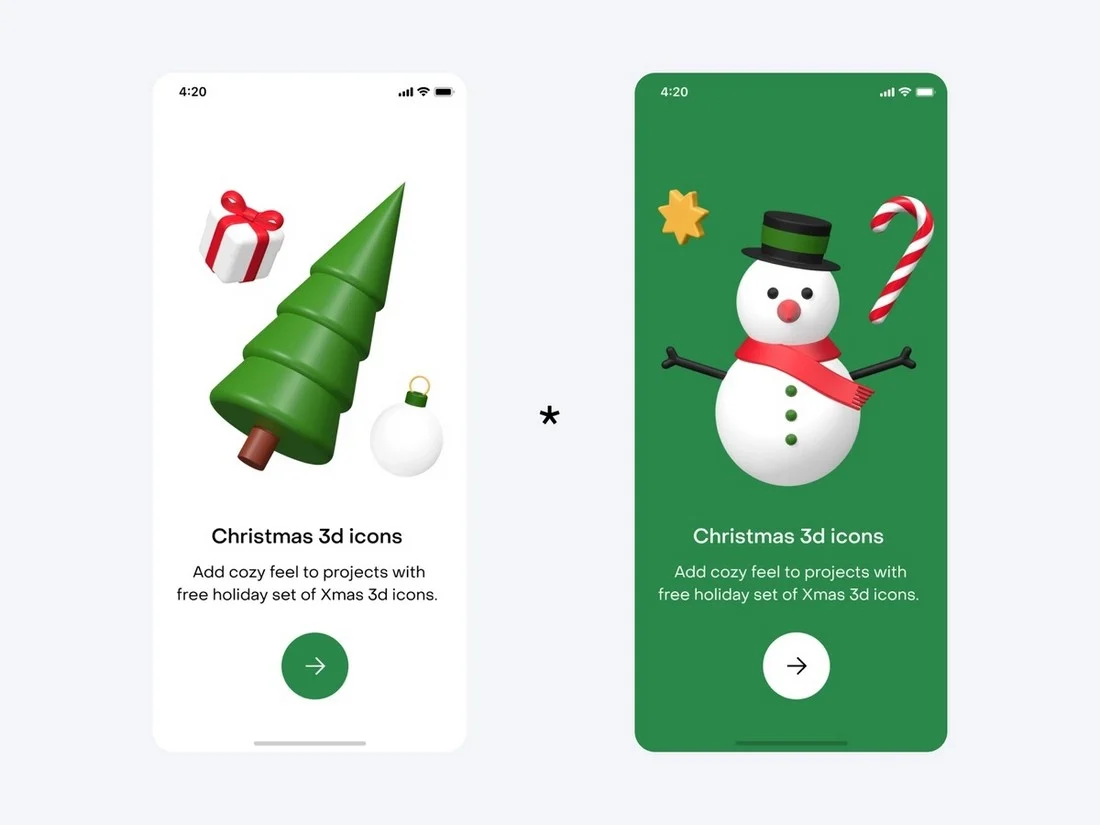 4:20
Christmas 3d icons
Add cozy feel to projects with
free holiday set of Xmas 3d icons.
*
4:20
Christmas 3d icons
Add cozy feel to projects with
free holiday set of Xmas 3d icons.